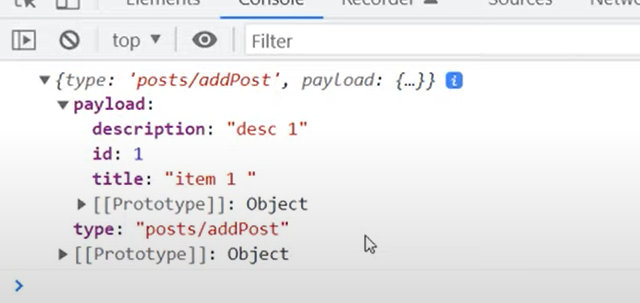 Elements Console Recorder Sources
top Filter
{type: 'posts/addPost', payload: {…}} i
payload:
description: "desc 1"
id: 1
title: "item 1 "
[[Prototype]]: Object
type: "posts/addPost"
[[Prototype]]: Object